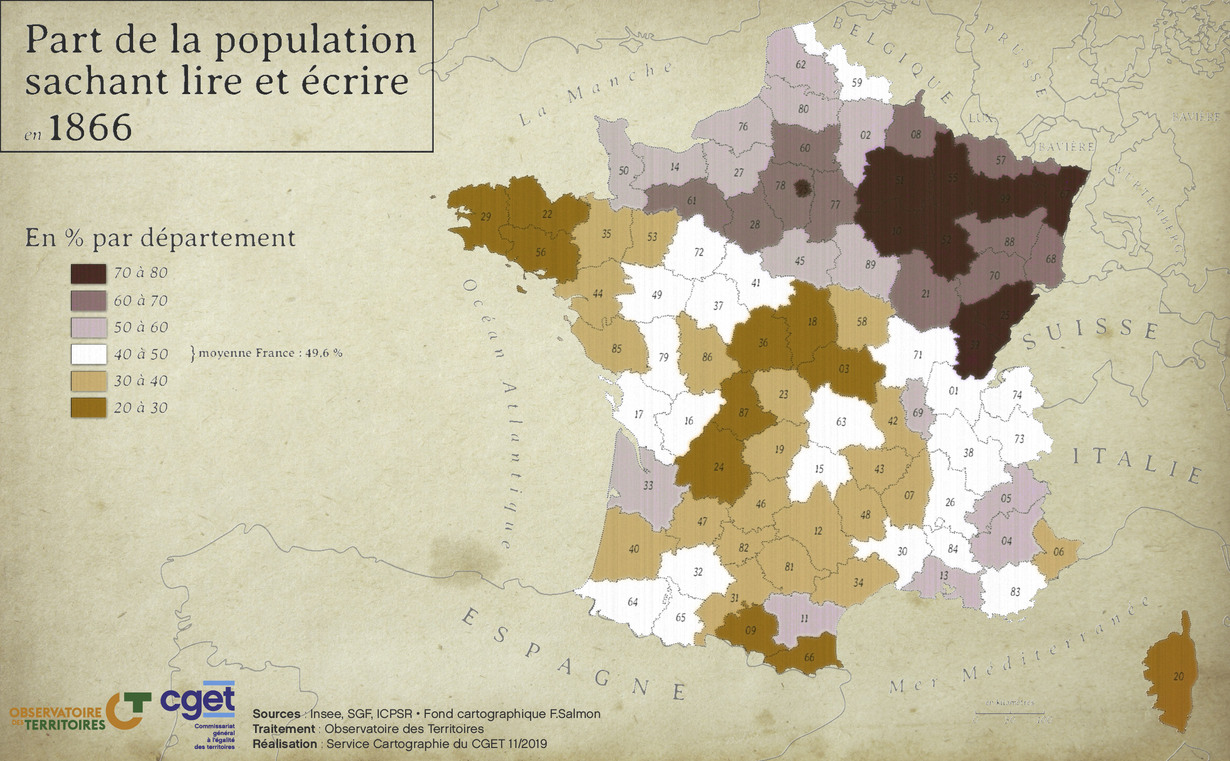 Part de la population
sachant lire et écrire
en 1866
En % par département
70 à 80
60 à 70
50 à 60
40 à 50
}moyenne France : 49,6 %
30 à 40
20 à 30
La Manche
BELGIQUE
PRUSSE
LUX.
BAVIÈRE
BAVIÈRE
SUISSE
ITALIE
Océan Atlantique
ESPAGNE
Mer Méditerranée
62
59
80
76
02
08
60
57
50
14
27
78
77
61
28
29
22
56
35
53
72
45
89
88
68
70
21
44
49
41
37
18
58
36
85
79
86
71
03
23
01
74
87
17
16
63
42
69
73
38
24
19
15
43
33
46
07
26
05
47
48
12
40
82
30
84
04
06
32
81
34
13
83
64
65
31
11
09
66
20
OBSERVATOIRE
DES TERRITOIRES
cget
Commissariat
général
à l'égalité
des territoires
Sources : Insee, SGF, ICPSR • Fond cartographique F.Salmon
Traitement : Observatoire des Territoires
Réalisation : Service Cartographie du CGET 11/2019